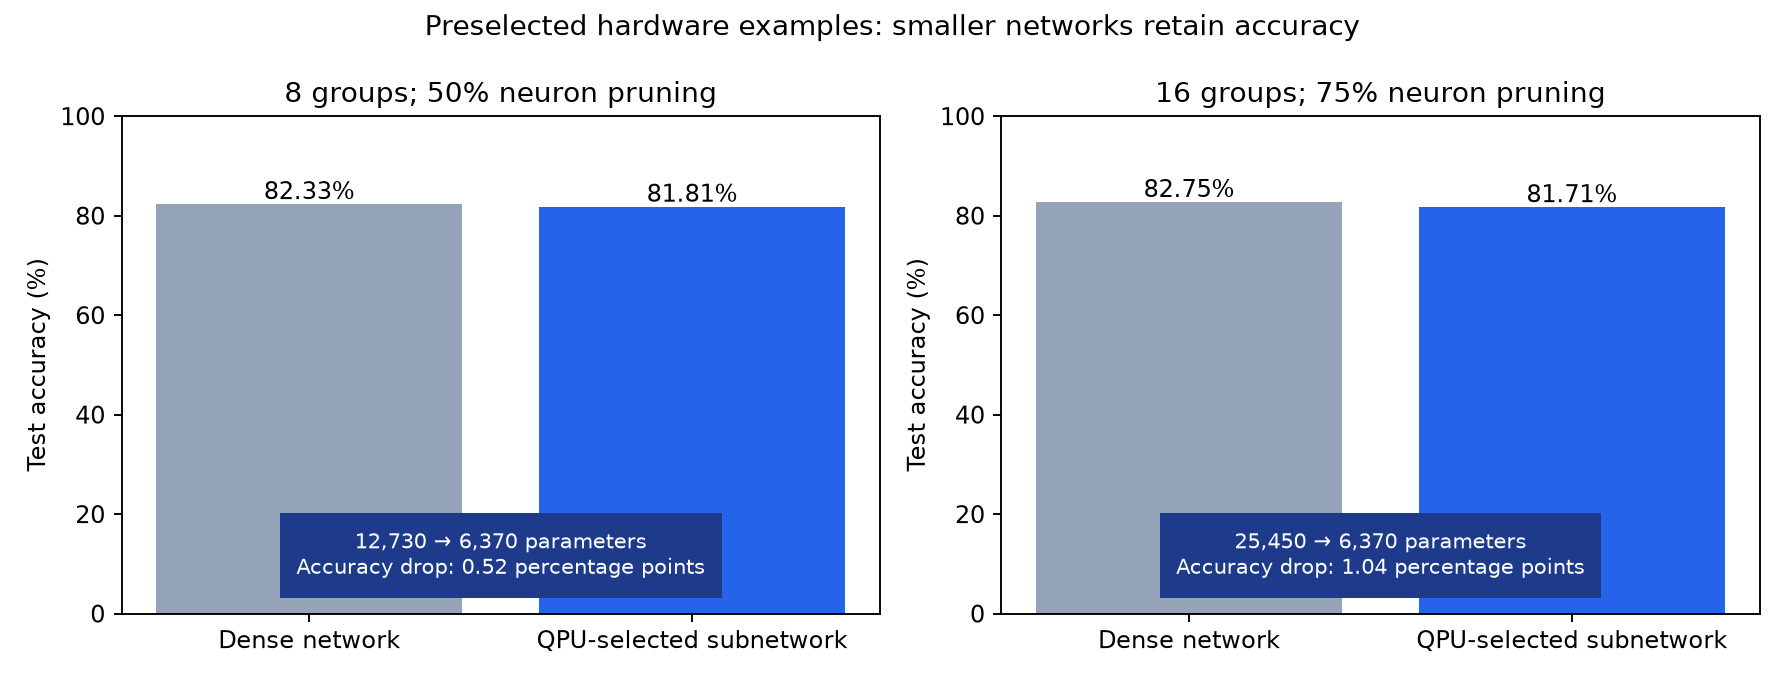 Preselected hardware examples: smaller networks retain accuracy
8 groups; 50% neuron pruning
Test accuracy (%)
100
80
60
40
20
0
82.33%
81.81%
12,730 → 6,370 parameters
Accuracy drop: 0.52 percentage points
Dense network
QPU-selected subnetwork
16 groups; 75% neuron pruning
Test accuracy (%)
100
80
60
40
20
0
82.75%
81.71%
25,450 → 6,370 parameters
Accuracy drop: 1.04 percentage points
Dense network
QPU-selected subnetwork